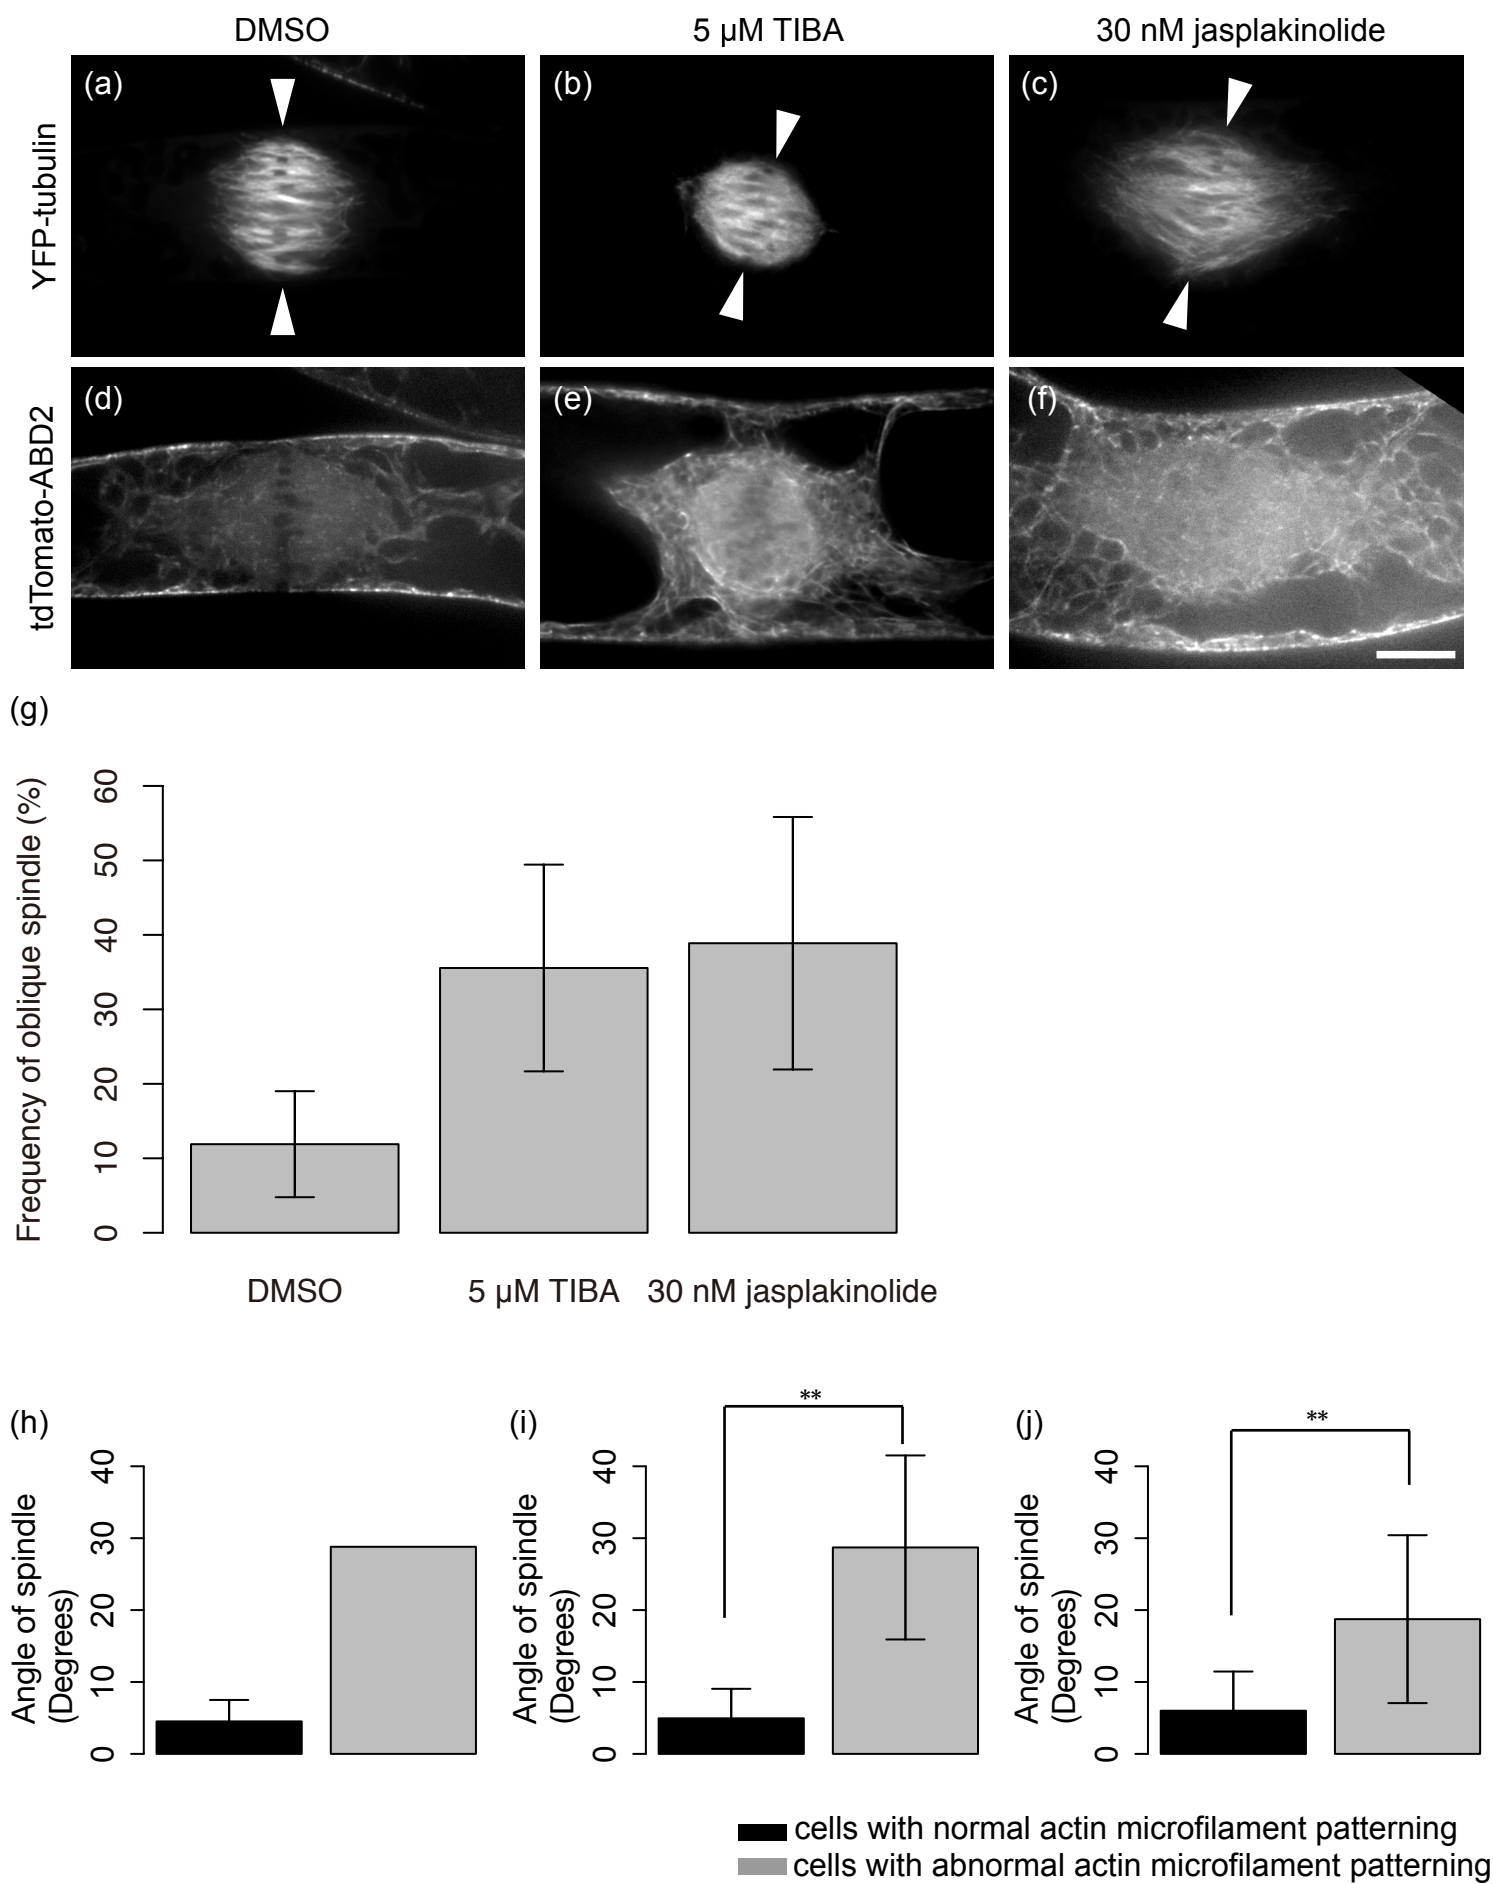 DMSO
5 µM TIBA
30 nM jasplakinolide
YFP-tubulin
(a)
(b)
(c)
tdTomato-ABD2
(d)
(e)
(f)
(g)
Frequency of oblique spindle (%)
60
50
40
30
20
10
0
DMSO
5 µM TIBA
30 nM jasplakinolide
(h)
Angle of spindle
(Degrees)
40
30
20
10
0
(i)
**
Angle of spindle
(Degrees)
40
30
20
10
0
(j)
**
Angle of spindle
(Degrees)
40
30
20
10
0
cells with normal actin microfilament patterning
cells with abnormal actin microfilament patterning